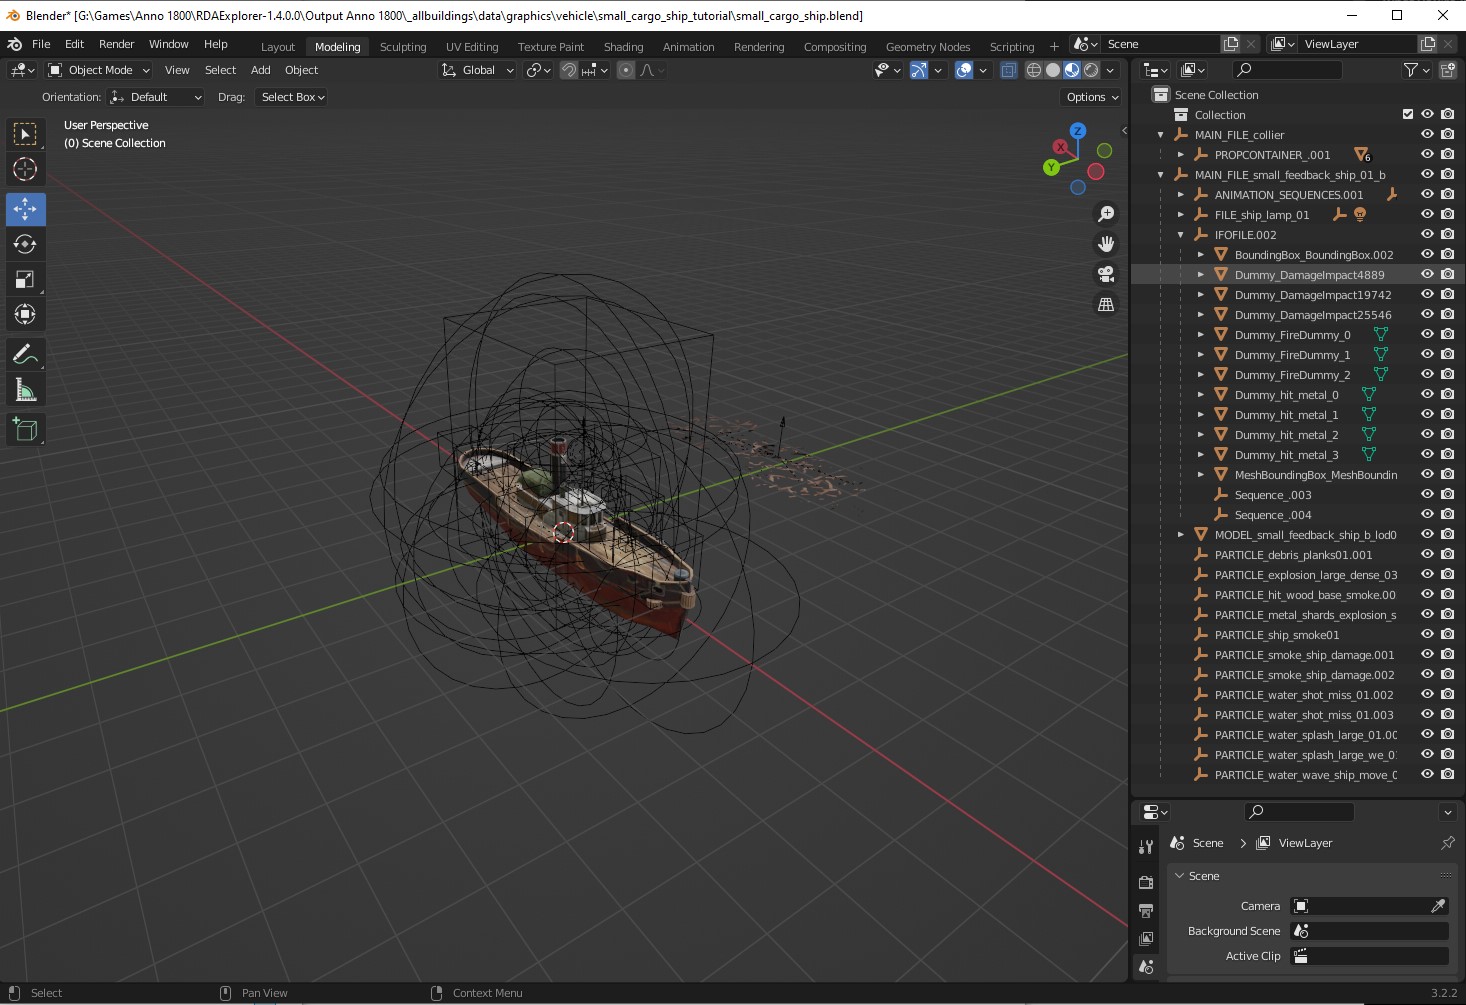 Blender* [G:\Games\Anno 1800\RDAExplorer-1.4.0.0\Output Anno 1800\_allbuildings\data\graphics\vehicle\small_cargo_ship_tutorial\small_cargo_ship.blend]
File Edit Render Window Help Layout Modeling Sculpting UV Editing Texture Paint Shading Animation Rendering Compositing Geometry Nodes Scripting + Scene ViewLayer
Object Mode View Select Add Object Global
Orientation: Default Drag: Select Box Options
User Perspective
(0) Scene Collection
Z
X
Y
Scene Collection
Collection
MAIN_FILE_collier
PROPCONTAINER_.001 6
MAIN_FILE_small_feedback_ship_01_b
ANIMATION_SEQUENCES.001
FILE_ship_lamp_01
IFOFILE.002
BoundingBox_BoundingBox.002
Dummy_DamageImpact4889
Dummy_DamageImpact19742
Dummy_DamageImpact25546
Dummy_FireDummy_0
Dummy_FireDummy_1
Dummy_FireDummy_2
Dummy_hit_metal_0
Dummy_hit_metal_1
Dummy_hit_metal_2
Dummy_hit_metal_3
MeshBoundingBox_MeshBoundin
Sequence_.003
Sequence_.004
MODEL_small_feedback_ship_b_lod0
PARTICLE_debris_planks01.001
PARTICLE_explosion_large_dense_03
PARTICLE_hit_wood_base_smoke.00
PARTICLE_metal_shards_explosion_s
PARTICLE_ship_smoke01
PARTICLE_smoke_ship_damage.001
PARTICLE_smoke_ship_damage.002
PARTICLE_water_shot_miss_01.002
PARTICLE_water_shot_miss_01.003
PARTICLE_water_splash_large_01.00
PARTICLE_water_splash_large_we_0
PARTICLE_water_wave_ship_move_0
Scene > ViewLayer
Scene
Camera
Background Scene
Active Clip
Select Pan View Context Menu 3.2.2